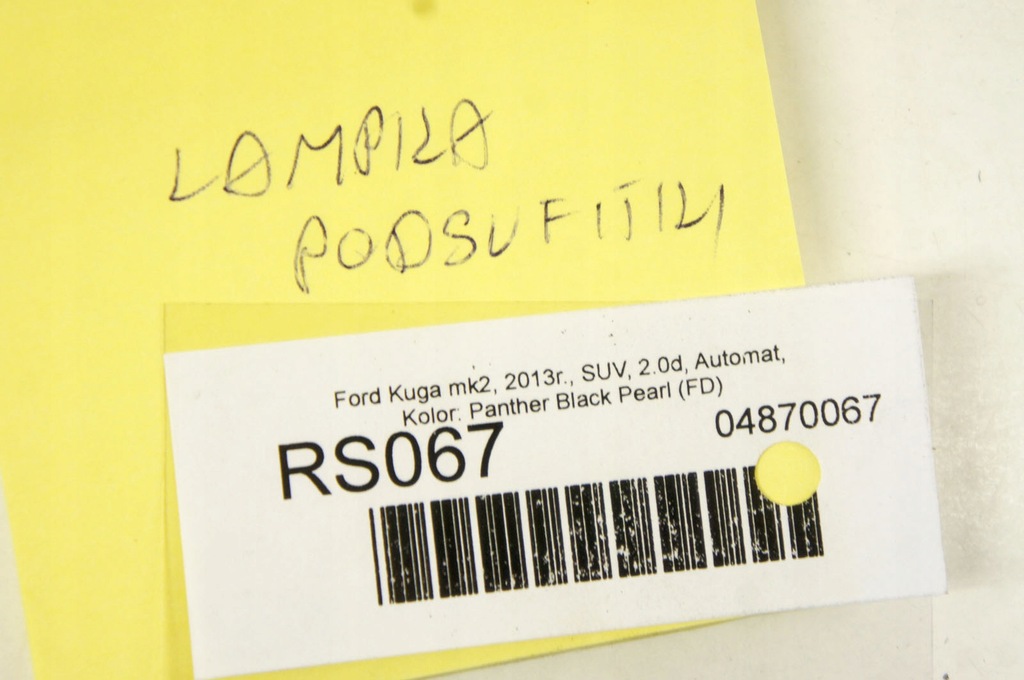 LAMPKA
PODSUFITKI
Ford Kuga mk2, 2013r., SUV, 2.0d, Automat,
Kolor: Panther Black Pearl (FD)
RS067
04870067